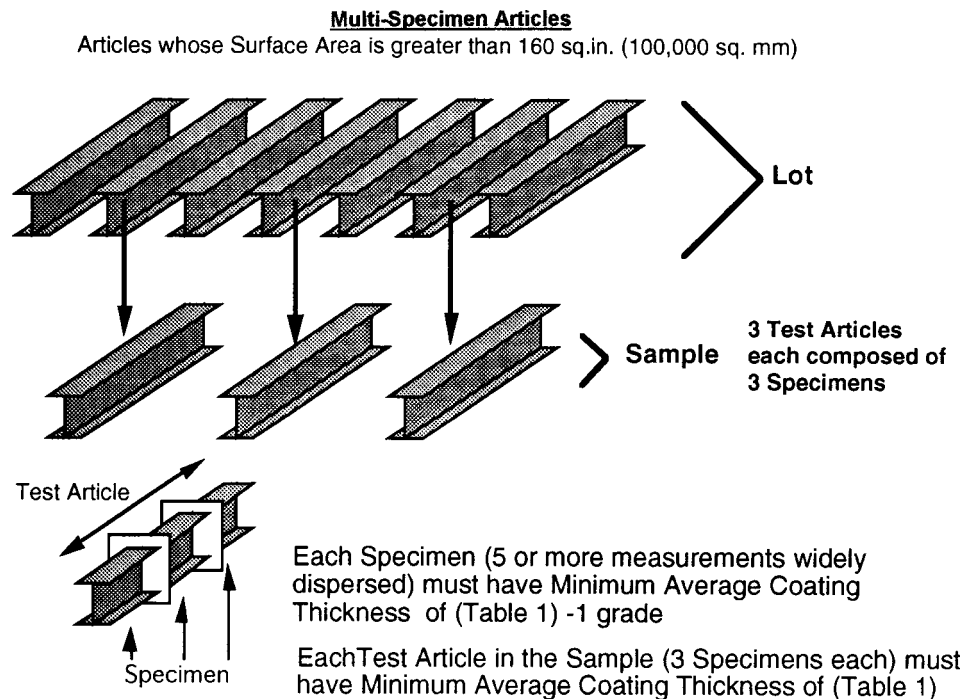 Multi-Specimen Articles
Articles whose Surface Area is greater than 160 sq.in. (100,000 sq. mm)
Lot
Sample
3 Test Articles
each composed of
3 Specimens
Test Article
Specimen
Each Specimen (5 or more measurements widely
dispersed) must have Minimum Average Coating
Thickness of (Table 1) -1 grade
EachTest Article in the Sample (3 Specimens each) must
have Minimum Average Coating Thickness of (Table 1)